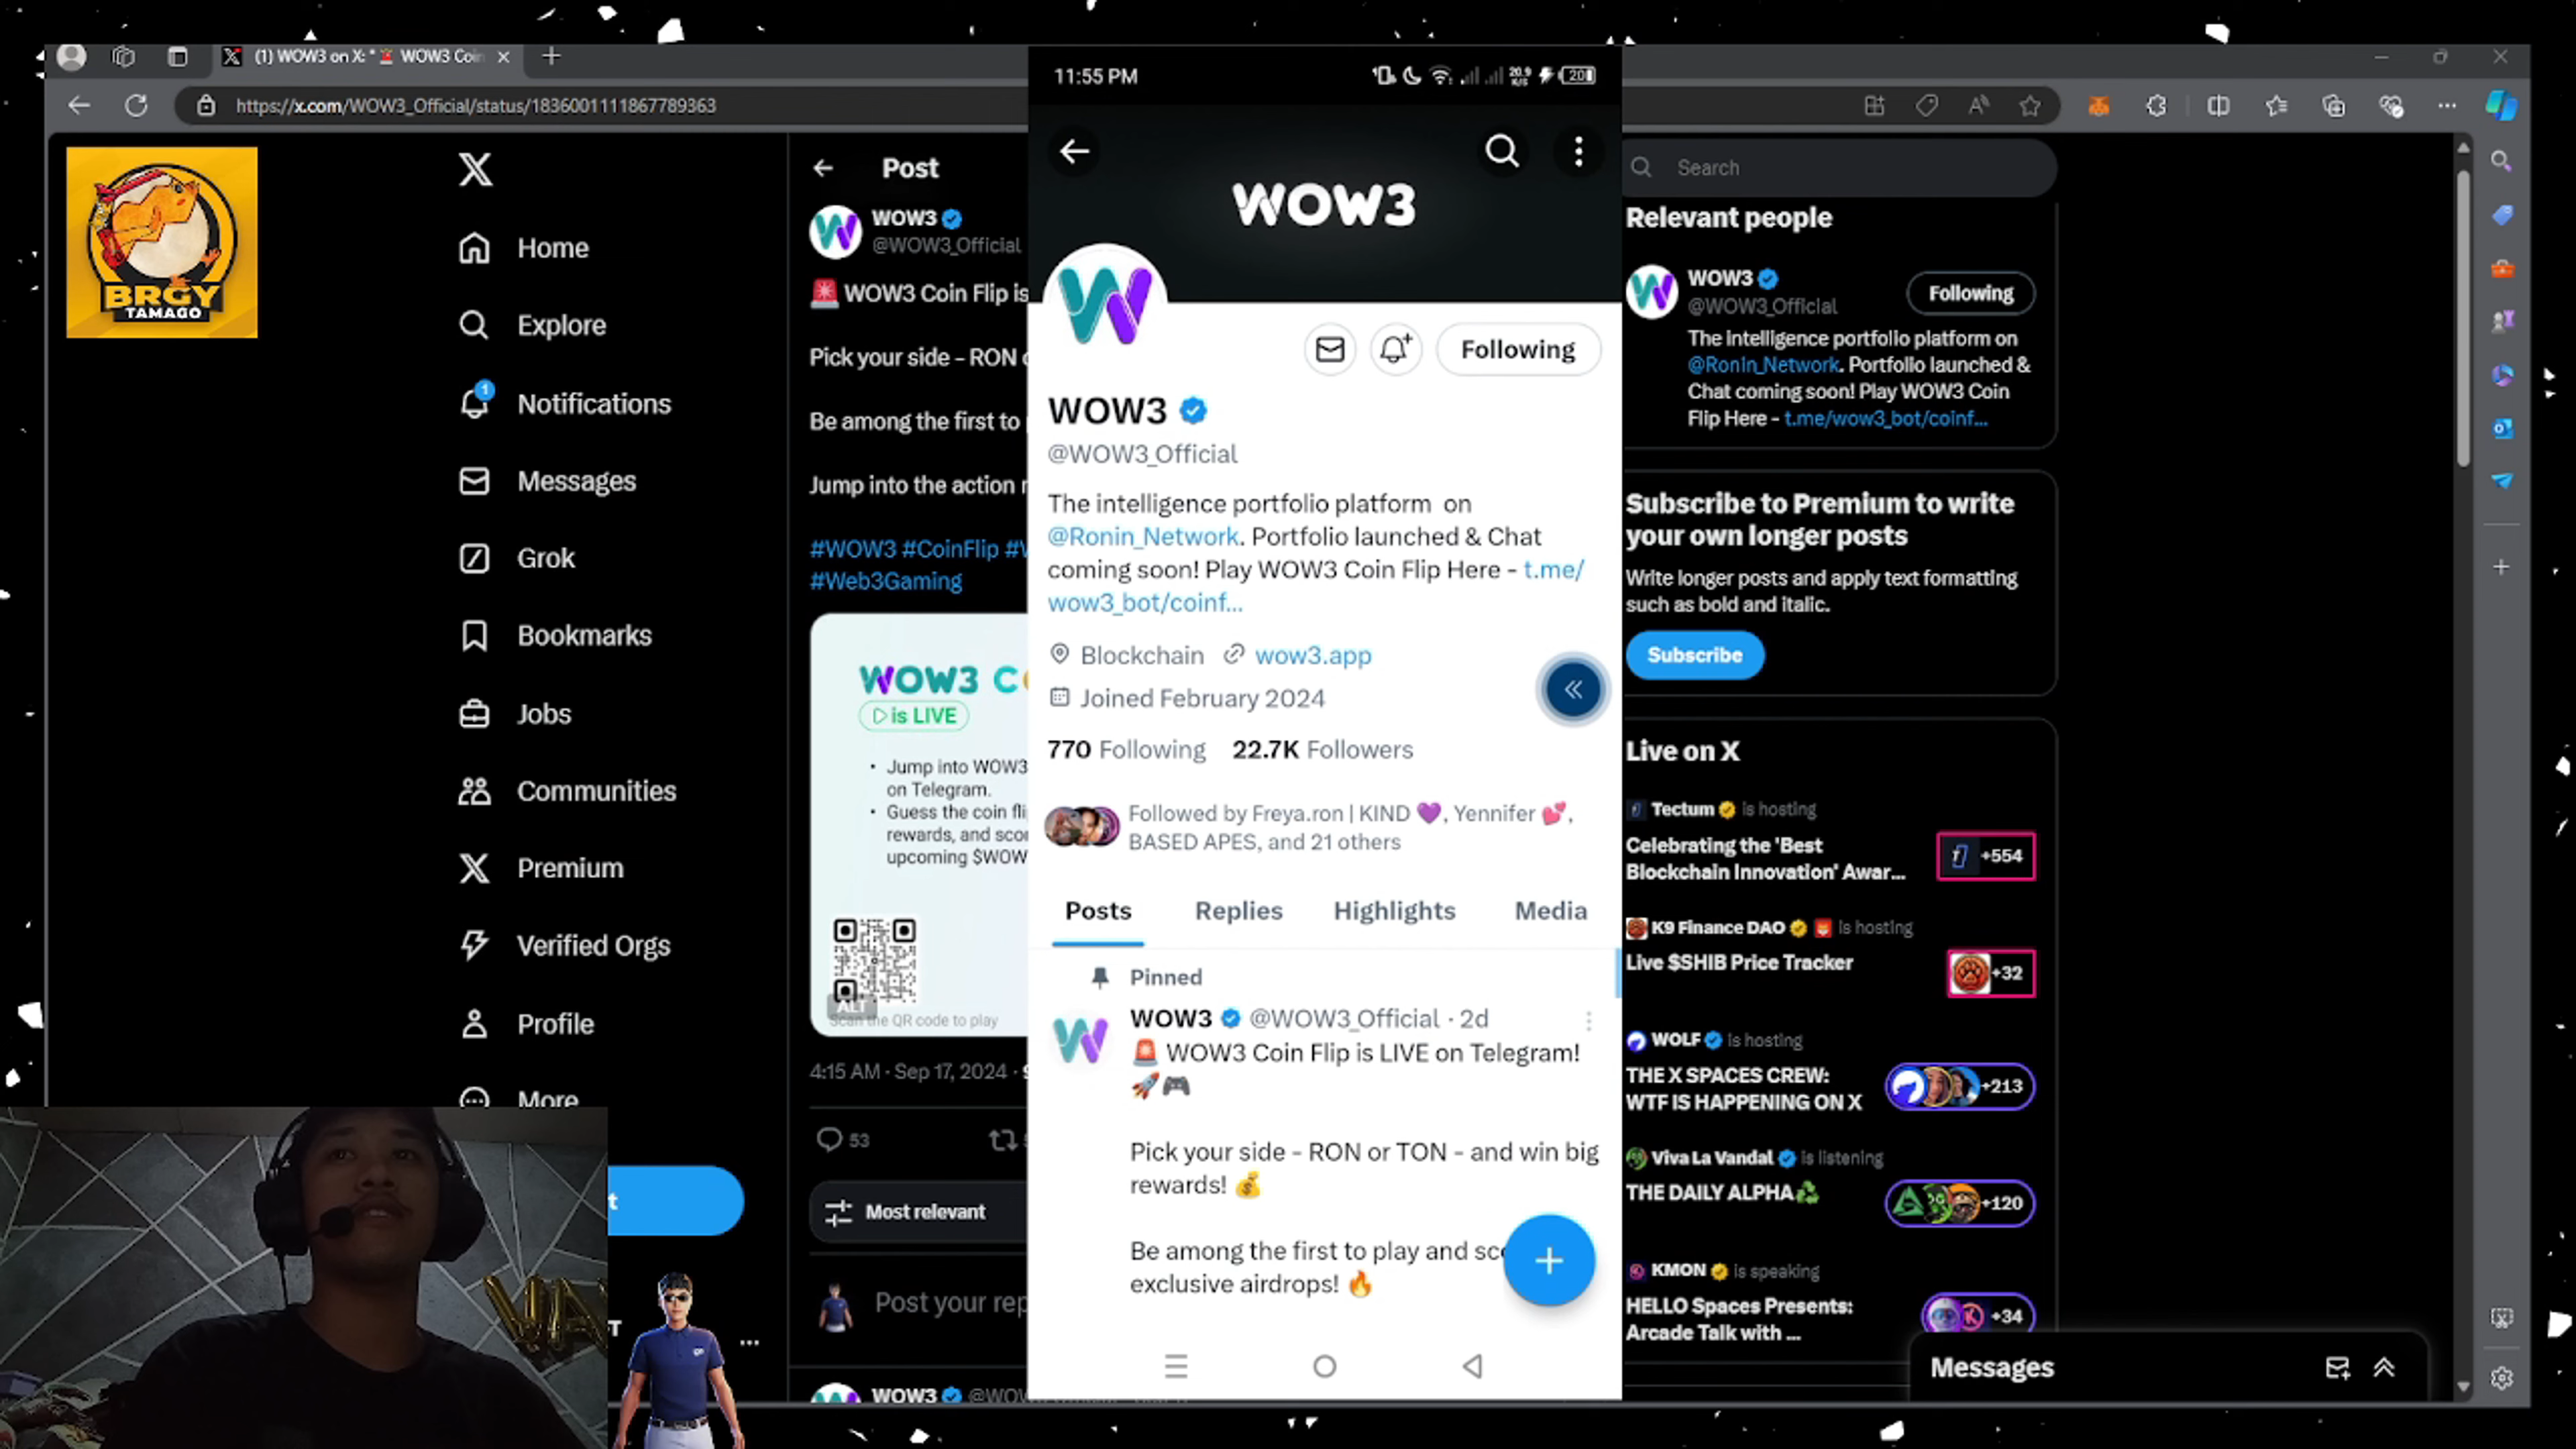 (1) WOW3 on X: "🚨 WOW3 Coin
https://x.com/WOW3_Official/status/1836001111867789363
BRGY
TAMAGO
Home
Explore
1
Notifications
Messages
Grok
Bookmarks
Jobs
Communities
Premium
Verified Orgs
Profile
More
Post
WOW3
@WOW3_Official
🚨 WOW3 Coin Flip is
Pick your side – RON
Be among the first to
Jump into the action
#WOW3 #CoinFlip
#Web3Gaming
WOW3
is LIVE
• Jump into WOW3
on Telegram.
• Guess the coin
rewards, and
upcoming
ALT
Scan the QR code to play
4:15 AM · Sep 17, 2024 ·
53
Most relevant
Post your
WOW3
11:55 PM
20.9
K/S
20
WOW3
Following
WOW3
@WOW3_Official
The intelligence portfolio platform on
@Ronin_Network. Portfolio launched & Chat
coming soon! Play WOW3 Coin Flip Here - t.me/
wow3_bot/coinf...
Blockchain wow3.app
Joined February 2024
770 Following 22.7K Followers
Followed by Freya.ron | KIND 💜, Yennifer 💕,
BASED APES, and 21 others
Posts Replies Highlights Media
Pinned
WOW3 @WOW3_Official · 2d
🚨 WOW3 Coin Flip is LIVE on Telegram!
🚀🎮
Pick your side – RON or TON – and win big
rewards! 💰
Be among the first to play and
exclusive airdrops! 🔥
Search
Relevant people
WOW3
@WOW3_Official
Following
The intelligence portfolio platform on
@Ronin_Network. Portfolio launched &
Chat coming soon! Play WOW3 Coin
Flip Here - t.me/wow3_bot/coinf...
Subscribe to Premium to write
your own longer posts
Write longer posts and apply text formatting
such as bold and italic.
Subscribe
Live on X
Tectum is hosting
Celebrating the 'Best
Blockchain Innovation' Awar...
+554
K9 Finance DAO is hosting
Live $SHIB Price Tracker
+32
WOLF is hosting
THE X SPACES CREW:
WTF IS HAPPENING ON X
+213
Viva La Vandal is listening
THE DAILY ALPHA♻️
+120
KMON is speaking
HELLO Spaces Presents:
Arcade Talk with ...
+34
Messages